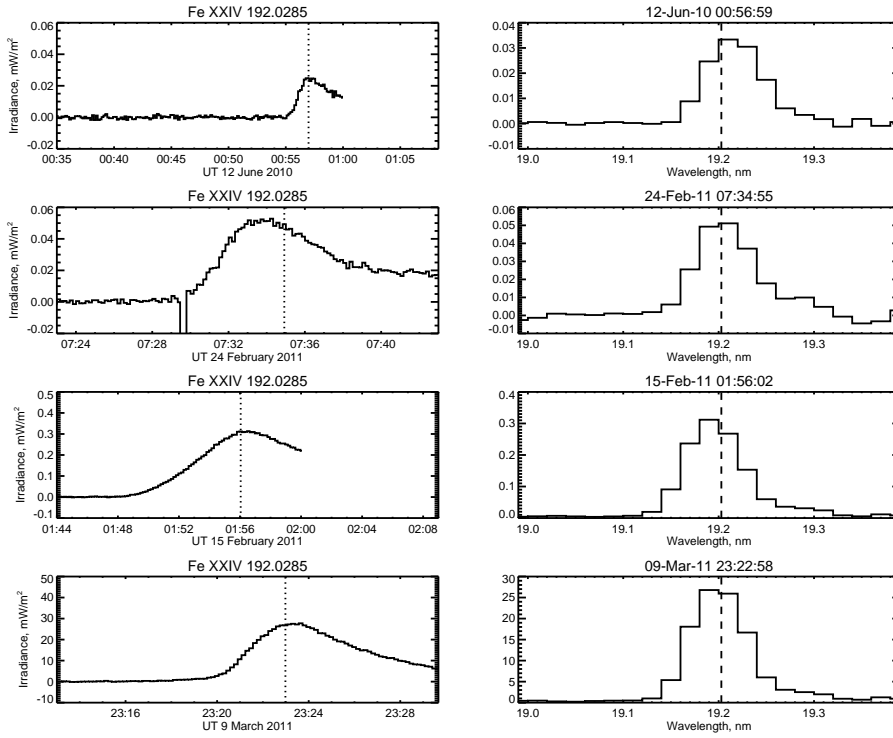 Fe XXIV 192.0285
Irradiance, mW/m²
0.06
0.04
0.02
0.00
-0.02
00:35 00:40 00:45 00:50 00:55 01:00 01:05
UT 12 June 2010
12-Jun-10 00:56:59
0.04
0.03
0.02
0.01
0.00
-0.01
19.0 19.1 19.2 19.3
Wavelength, nm
Fe XXIV 192.0285
Irradiance, mW/m²
0.06
0.04
0.02
0.00
-0.02
07:24 07:28 07:32 07:36 07:40
UT 24 February 2011
24-Feb-11 07:34:55
0.06
0.05
0.04
0.03
0.02
0.01
0.00
-0.01
19.0 19.1 19.2 19.3
Wavelength, nm
Fe XXIV 192.0285
Irradiance, mW/m²
0.5
0.4
0.3
0.2
0.1
0.0
-0.1
01:44 01:48 01:52 01:56 02:00 02:04 02:08
UT 15 February 2011
15-Feb-11 01:56:02
0.4
0.3
0.2
0.1
0.0
19.0 19.1 19.2 19.3
Wavelength, nm
Fe XXIV 192.0285
Irradiance, mW/m²
50
40
30
20
10
0
-10
23:16 23:20 23:24 23:28
UT 9 March 2011
09-Mar-11 23:22:58
30
25
20
15
10
5
0
19.0 19.1 19.2 19.3
Wavelength, nm